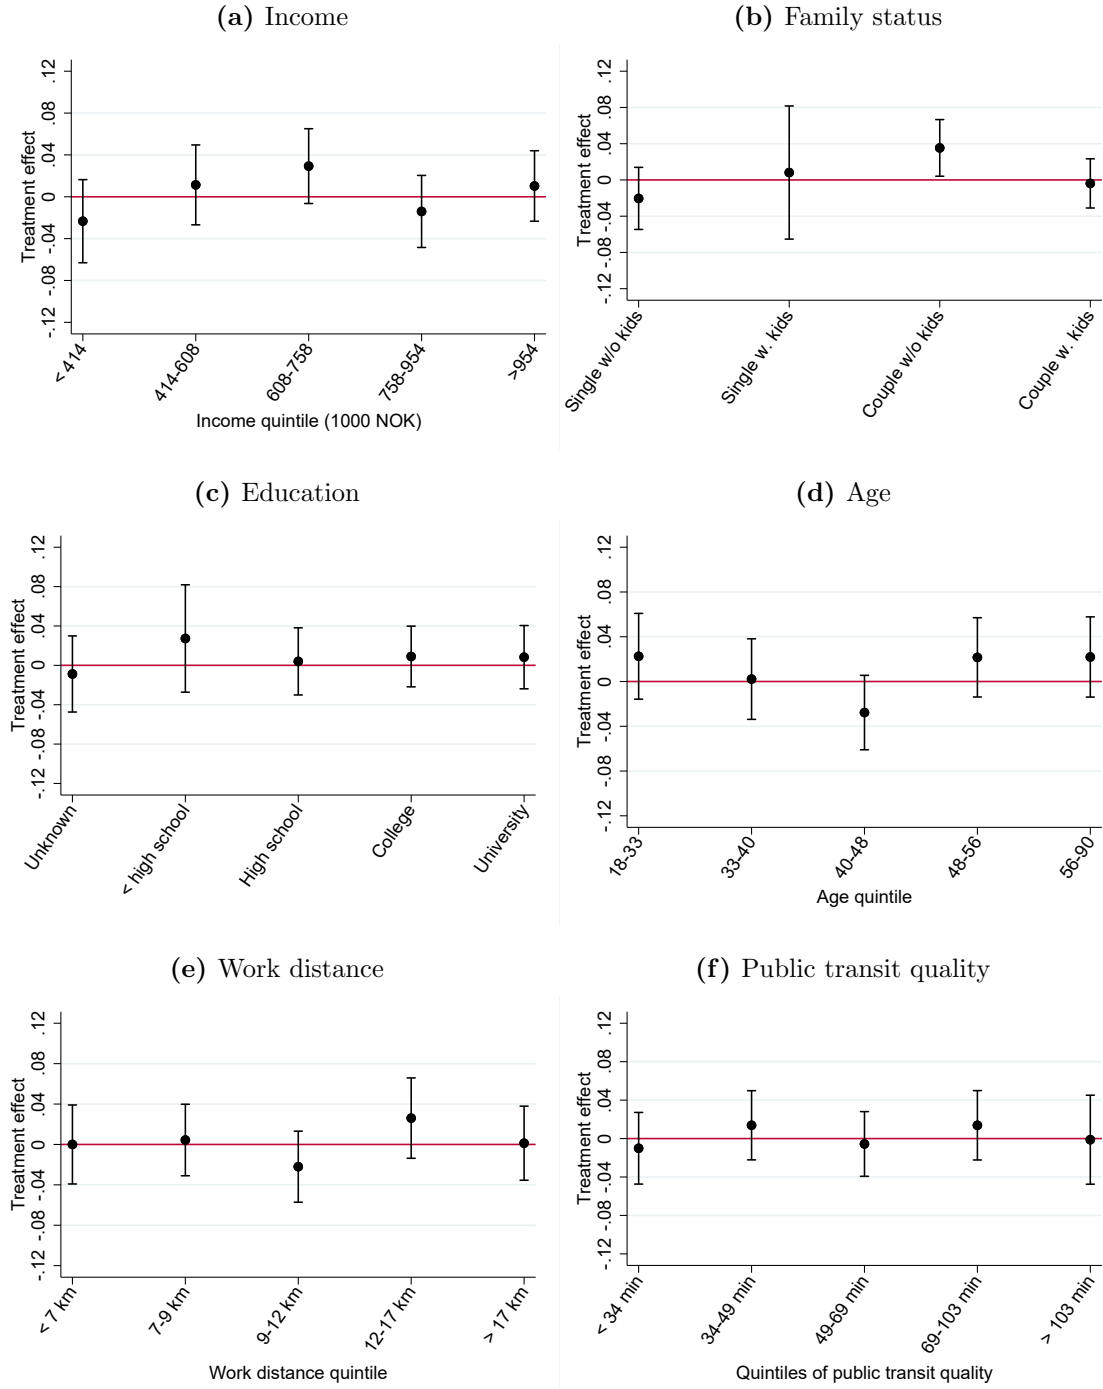 (a) Income
Treatment effect
.12
.08
.04
0
-.04
-.08
-.12
< 414
414-608
608-758
758-954
>954
Income quintile (1000 NOK)
(b) Family status
Treatment effect
.12
.08
.04
0
-.04
-.08
-.12
Single w/o kids
Single w. kids
Couple w/o kids
Couple w. kids
(c) Education
Treatment effect
.12
.08
.04
0
-.04
-.08
-.12
Unknown
< high school
High school
College
University
(d) Age
Treatment effect
.12
.08
.04
0
-.04
-.08
-.12
18-33
33-40
40-48
48-56
56-90
Age quintile
(e) Work distance
Treatment effect
.12
.08
.04
0
-.04
-.08
-.12
< 7 km
7-9 km
9-12 km
12-17 km
> 17 km
Work distance quintile
(f) Public transit quality
Treatment effect
.12
.08
.04
0
-.04
-.08
-.12
< 34 min
34-49 min
49-69 min
69-103 min
> 103 min
Quintiles of public transit quality